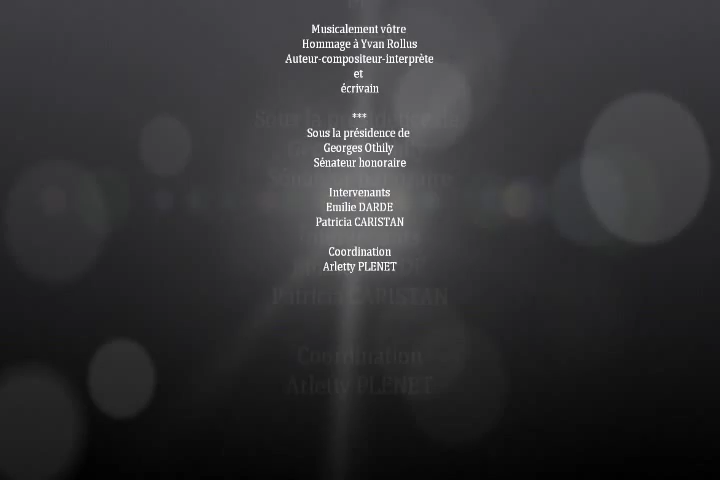 Musicalement vôtre
Hommage à Yvan Rollus
Auteur-compositeur-interprète
et
écrivain
***
Sous la présidence de
Georges Othily
Sénateur honoraire
Intervenants
Emilie DARDE
Patricia CARISTAN
Coordination
Arletty PLENET